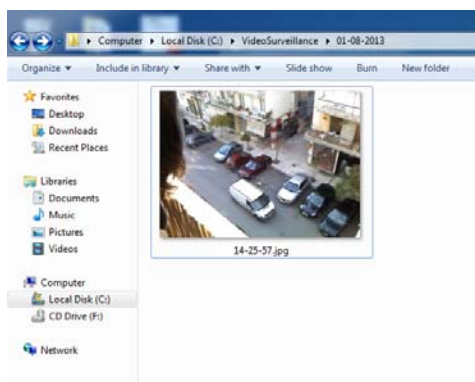 Computer ▸ Local Disk (C:) ▸ VideoSurveillance ▸ 01-08-2013
Organize ▾ Include in library ▾ Share with ▾ Slide show Burn New folder
Favorites
Desktop
Downloads
Recent Places
Libraries
Documents
Music
Pictures
Videos
Computer
Local Disk (C:)
CD Drive (F:)
Network
14-25-57.jpg